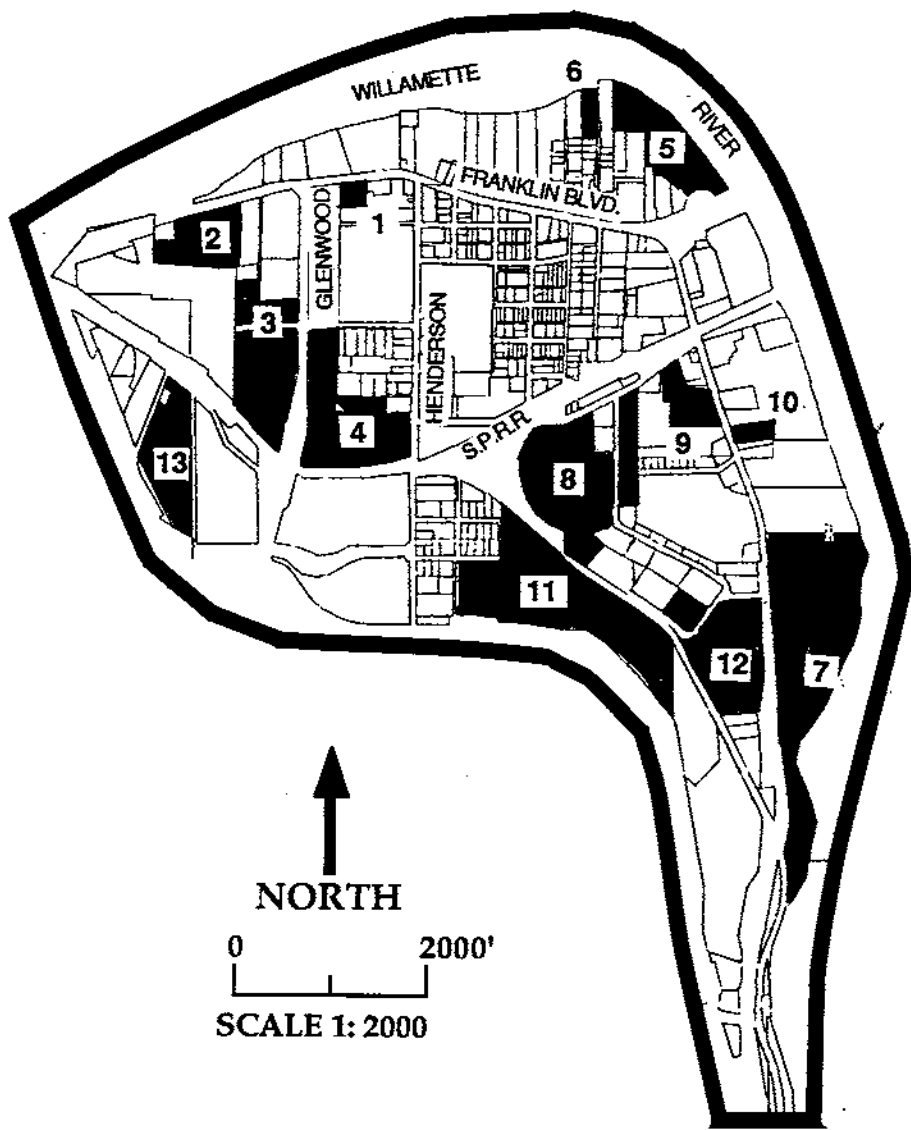 WILLAMETTE
6
RIVER
5
FRANKLIN BLVD.
1
2
GLENWOOD
3
HENDERSON
4
S.P.R.R.
10
9
13
8
11
12
7
NORTH
0 2000'
SCALE 1: 2000